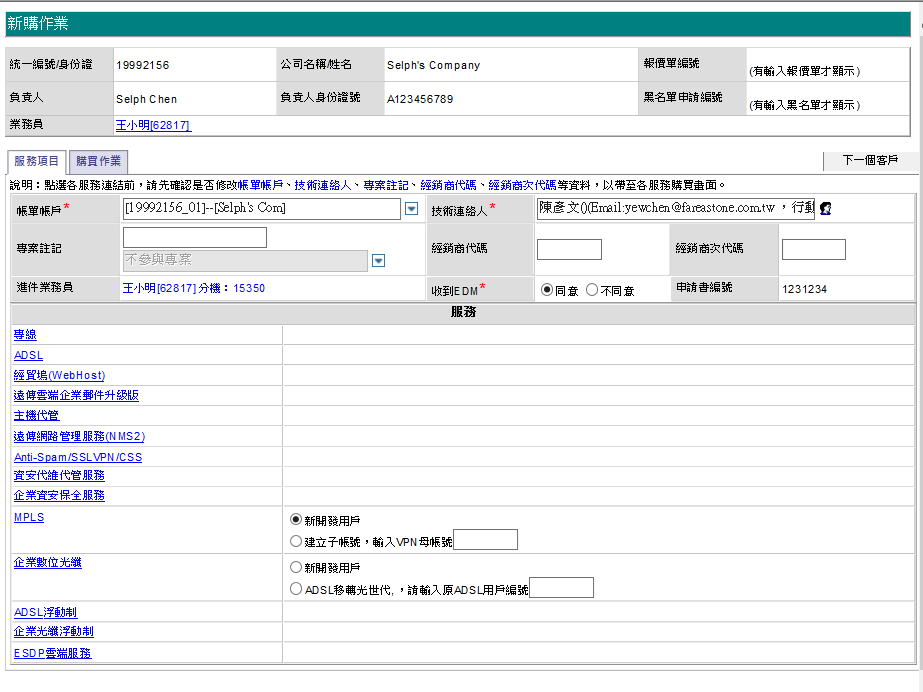 新購作業
統一編號/身份證 19992156 公司名稱/姓名 Selph's Company 報價單編號 (有輸入報價單才顯示)
負責人 Selph Chen 負責人身份證號 A123456789 黑名單申請編號 (有輸入黑名單才顯示)
業務員 王小明[62817]
服務項目 購買作業 下一個客戶
說明：點選各服務連結前，請先確認是否修改帳單帳戶、技術連絡人、專案註記、經銷商代碼、經銷商次代碼等資料，以帶至各服務購買畫面。
帳單帳戶* [19992156_01]--[Selph's Com] 技術連絡人* 陳彥文()(Email:yewchen@fareastone.com.tw ，行動
專案註記 經銷商代碼 經銷商次代碼
不參與專案
進件業務員 王小明[62817] 分機：15350 收到EDM* 同意 不同意 申請書編號 1231234
服務
專線
ADSL
經貿塢(WebHost)
遠傳雲端企業郵件升級版
主機代管
遠傳網路管理服務(NMS2)
Anti-Spam/SSLVPN/CSS
資安代維代管服務
企業資安保全服務
MPLS 新開發用戶
建立子帳號，輸入VPN母帳號
企業數位光纖 新開發用戶
ADSL移轉光世代,，請輸入原ADSL用戶編號
ADSL浮動制
企業光纖浮動制
ESDP雲端服務